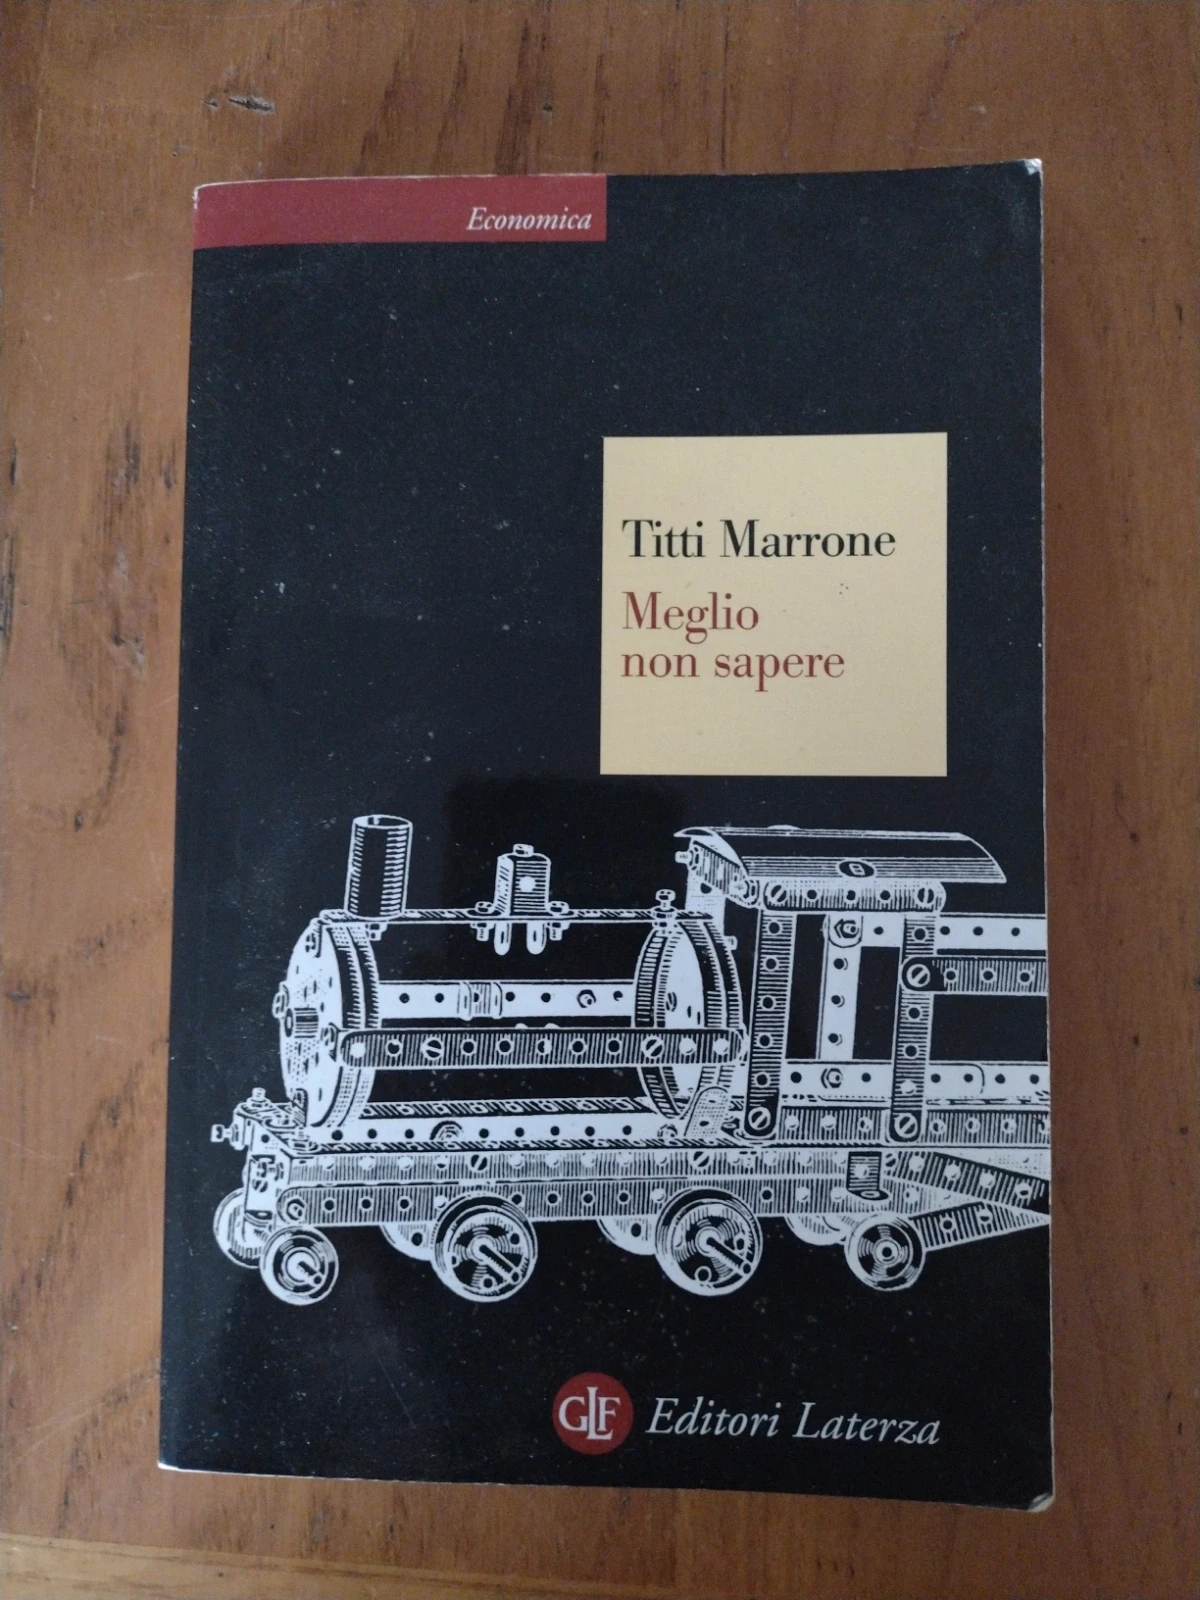 Economica
Titti Marrone
Meglio
non sapere
GLF Editori Laterza